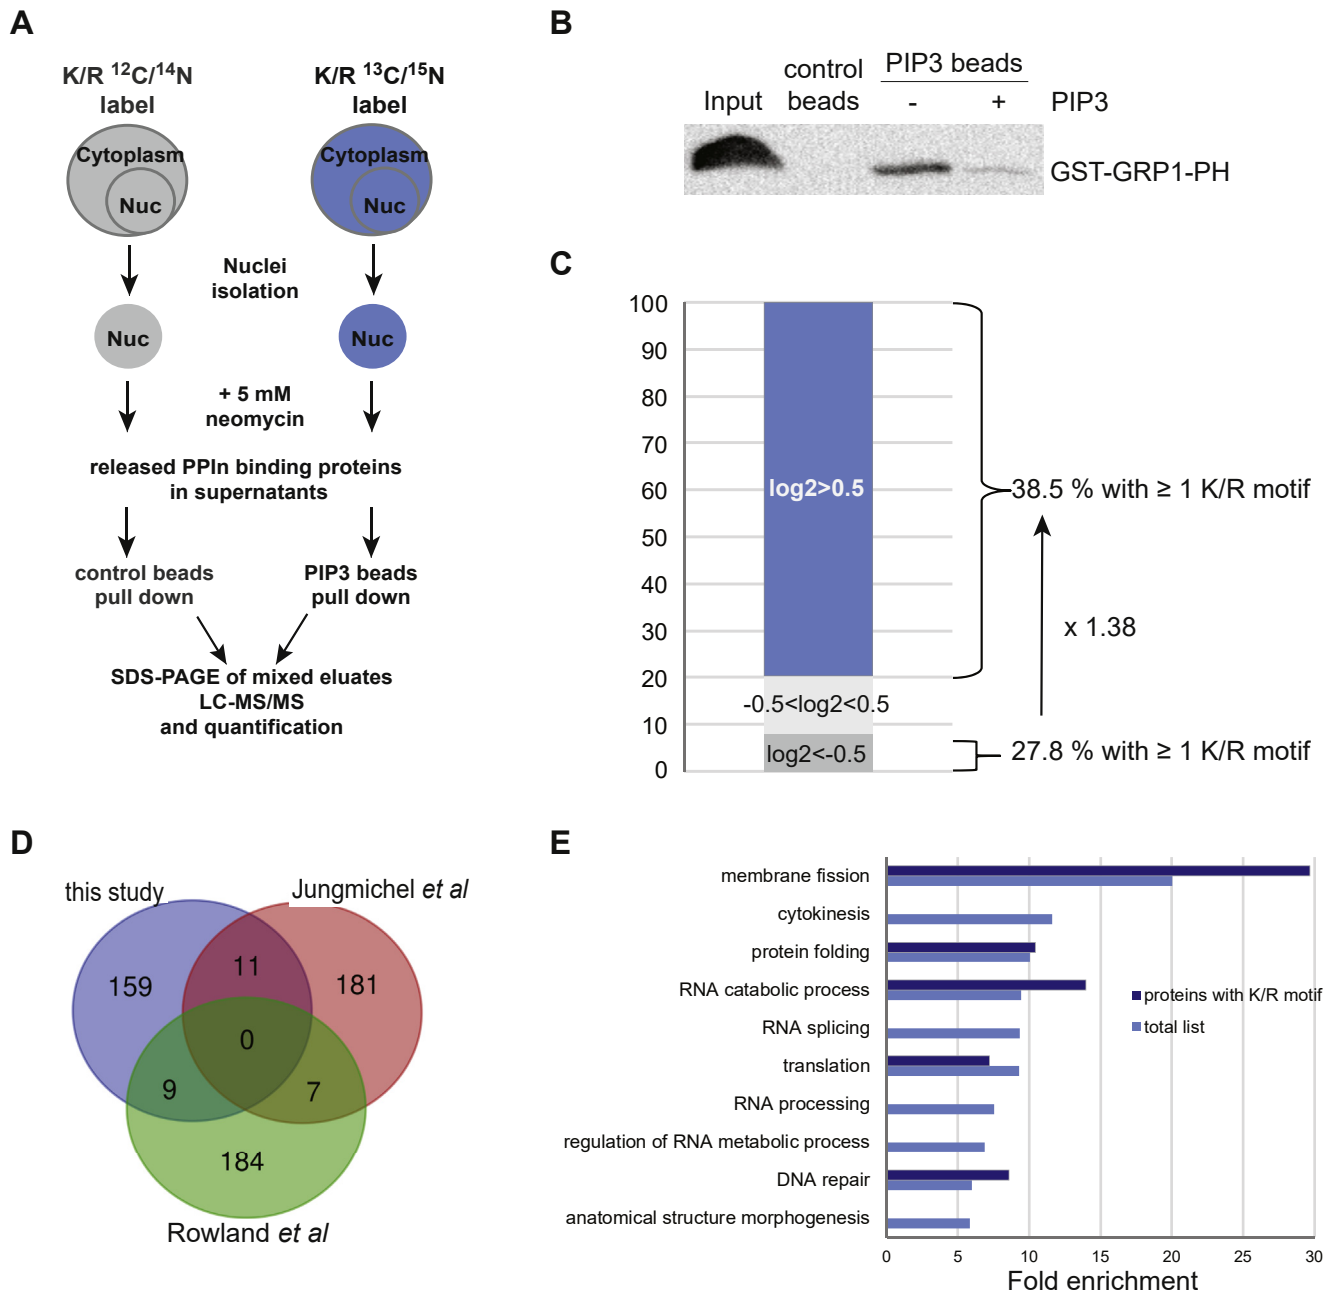 A
K/R ¹²C/¹⁴N
label
K/R ¹³C/¹⁵N
label
Cytoplasm
Nuc
Cytoplasm
Nuc
Nuclei
isolation
Nuc
Nuc
+ 5 mM
neomycin
released PPIn binding proteins
in supernatants
control beads
pull down
PIP3 beads
pull down
SDS-PAGE of mixed eluates
LC-MS/MS
and quantification
B
Input
control
beads
PIP3 beads
- +
PIP3
GST-GRP1-PH
C
100
90
80
70
60
50
40
30
20
10
0
log2>0.5
-0.5<log2<0.5
log2<-0.5
38.5 % with ≥ 1 K/R motif
x 1.38
27.8 % with ≥ 1 K/R motif
D
this study
Jungmichel et al
159
11
181
0
9
7
184
Rowland et al
E
membrane fission
cytokinesis
protein folding
RNA catabolic process
RNA splicing
translation
RNA processing
regulation of RNA metabolic process
DNA repair
anatomical structure morphogenesis
proteins with K/R motif
total list
0 5 10 15 20 25 30
Fold enrichment